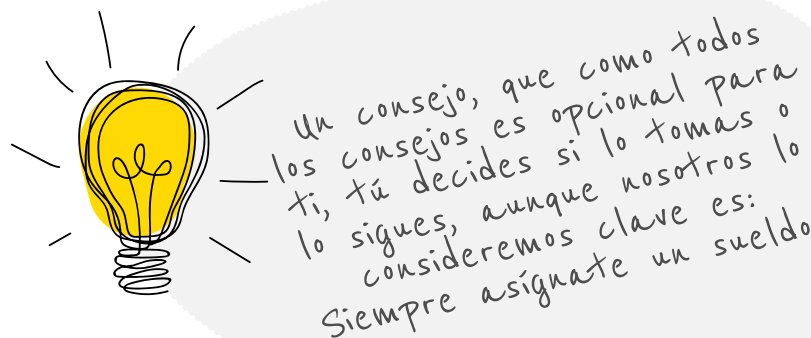 Un consejo, que como todos
los consejos es opcional para
ti, tú decides si lo tomas o
lo sigues, aunque nosotros lo
consideremos clave es:
Siempre asígnate un sueldo